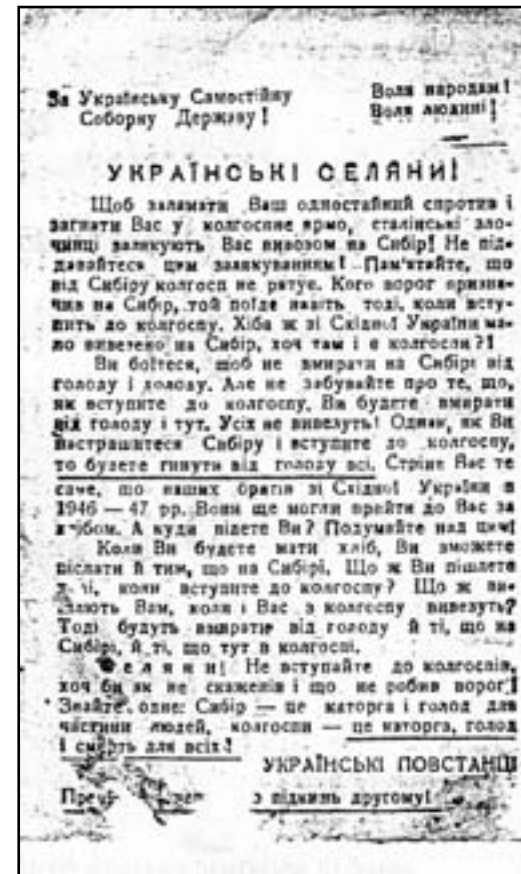 За Українську Самостійну
Соборну Державу!
Воля народам!
Воля людині!
УКРАЇНСЬКІ СЕЛЯНИ!
Щоб заламати Ваш одностайний спротив і
загнати Вас у колгоспне ярмо, сталінські зло-
чинці залякують Вас вивозом на Сибір! Не під-
давайтеся цим залякуванням! Пам'ятайте, що
від Сибіру колгосп не рятує. Кого ворог призна-
чив на Сибір, той поїде навіть тоді, коли всту-
пить до колгоспу. Хіба ж зі Східної України ма-
ло вивезено на Сибір, хоч там і є колгоспи?!
Ви боїтеся, щоб не вмирати на Сибірі від
голоду і холоду. Але не забувайте про те, що,
як вступите до колгоспу, Ви будете вмирати
від голоду і тут. Усіх не вивезуть! Однак, як Ви
настрашитеся Сибіру і вступите до колгоспу,
то будете гинути від голоду всі. Стріне Вас те
саме, що наших братів зі Східної України в
1946 — 47 рр. Вони ще могли прийти до Вас за
хлібом. А куди підете Ви? Подумайте над цим!
Коли Ви будете мати хліб, Ви зможете
післати й тим, що на Сибірі. Що ж Ви пішлете
коли вступите до колгоспу? Що ж ви-
Вам, коли і Вас з колгоспу вивезуть?
Тоді будуть вмирати від голоду й ті, що на
Сибірі, й ті, що тут в колгоспі.
Селяни! Не вступайте до колгоспів,
хоч би як не скаженів і що не робив ворог!
Знайте одне: Сибір — це каторга і голод для
частини людей, колгоспи — це каторга, голод
і смерть для всіх!
УКРАЇНСЬКІ ПОВСТАНЦІ
підкинь другому!